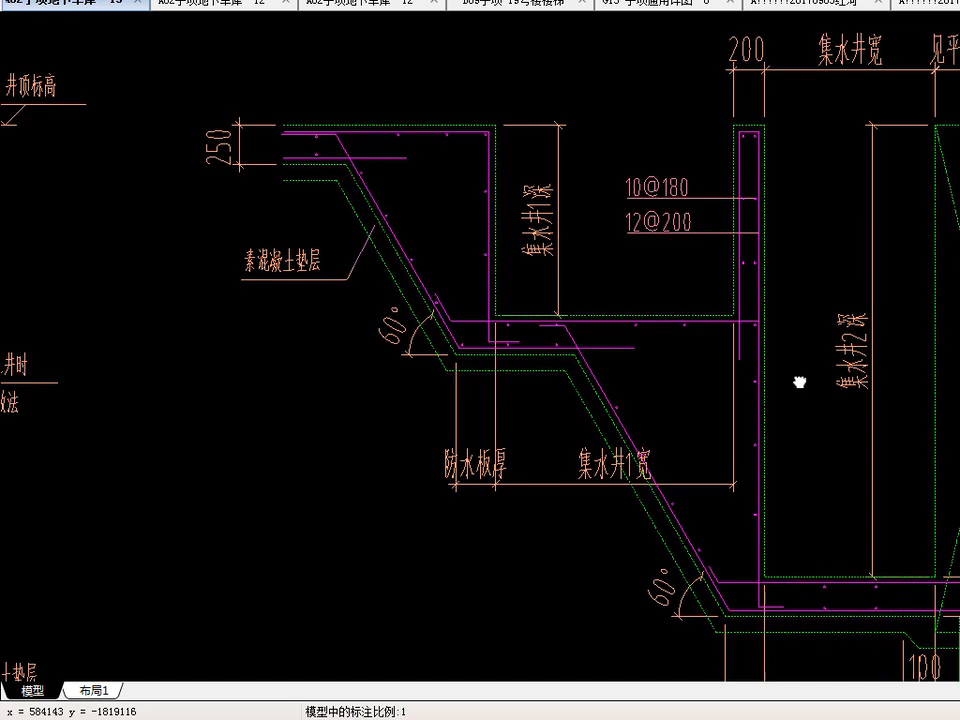 200
集水井宽
见平
井顶标高
250
集水井1深
10@180
12@200
素混凝土垫层
60°
集水井2深
井时
做法
防水板厚
集水井1宽
60°
土垫层
100
模型
布局1
x = 584143 y = -1819116
模型中的标注比例:1